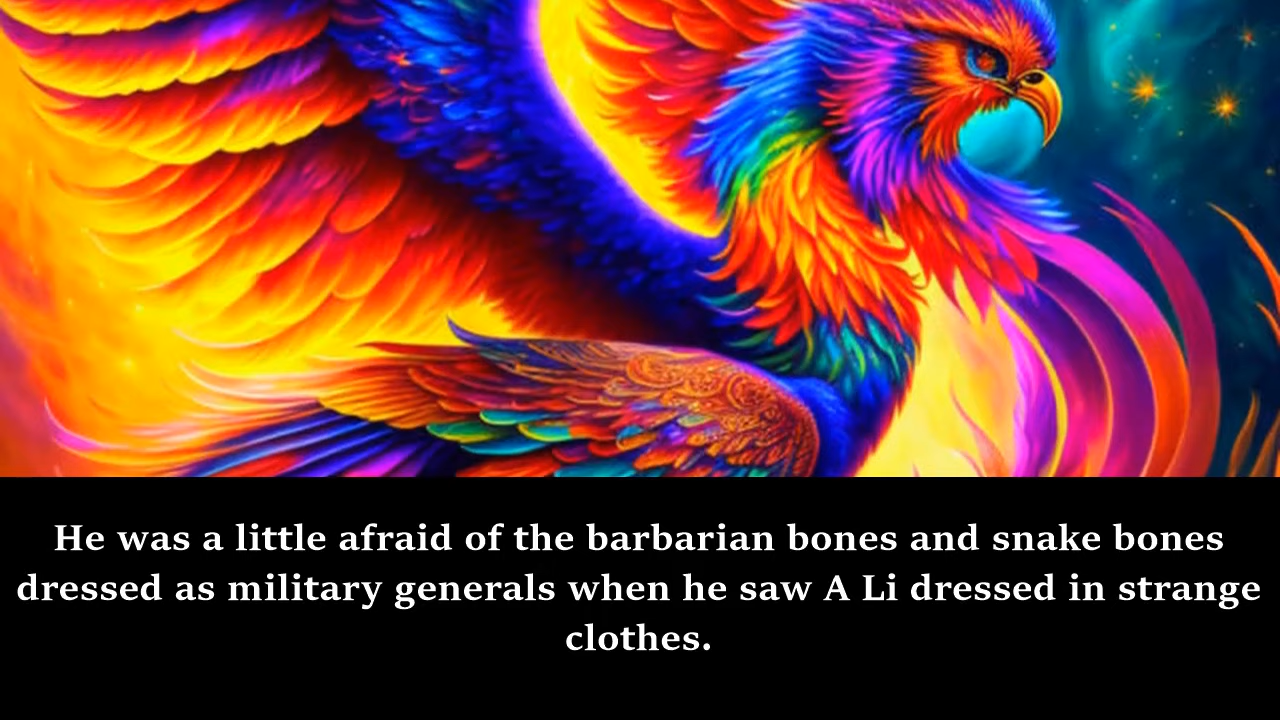 He was a little afraid of the barbarian bones and snake bones
dressed as military generals when he saw A Li dressed in strange
clothes.